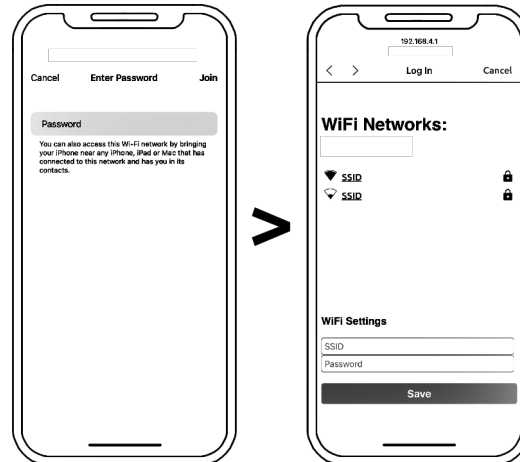 Cancel Enter Password Join
Password
You can also access this Wi-Fi network by bringing
your iPhone near any iPhone, iPad or Mac that has
connected to this network and has you in its
contacts.
>
192.168.4.1
< > Log In Cancel
WiFi Networks:
SSID
SSID
WiFi Settings
SSID
Password
Save